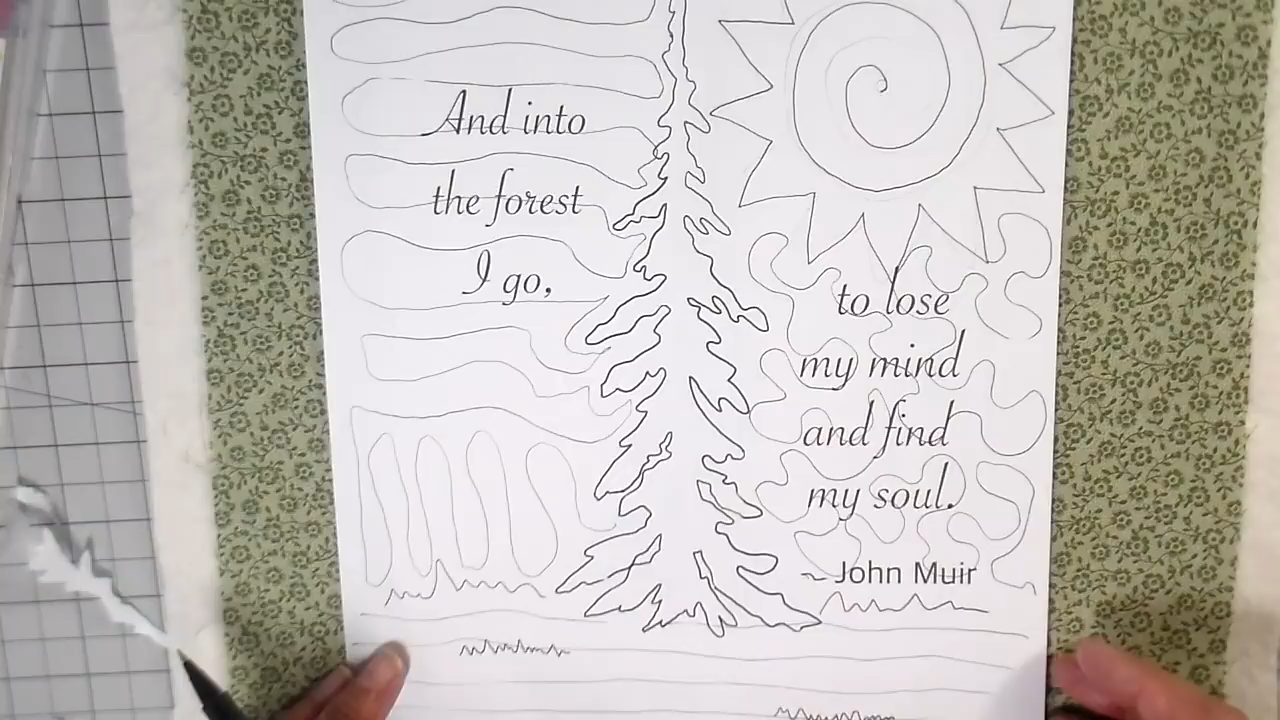 And into
the forest
I go,
to lose
my mind
and find
my soul.
~ John Muir